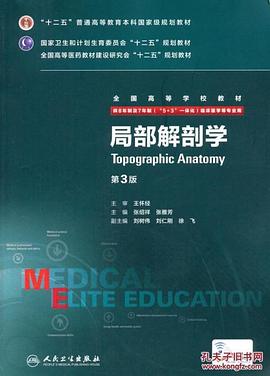 "十二五"普通高等教育本科国家级规划教材
国家卫生和计划生育委员会"十二五"规划教材
全国高等医药教材建设研究会"十二五"规划教材
全国高等学校教材
供8年制及7年制("5+3"一体化)临床医学等专业用
局部解剖学
Topographic Anatomy
第3版
主审 王怀经
主编 张绍祥 张雅芳
副主编 刘树伟 刘仁刚 徐飞
MEDICAL
ELITE EDUCATION
人民卫生出版社
孔夫子旧书网